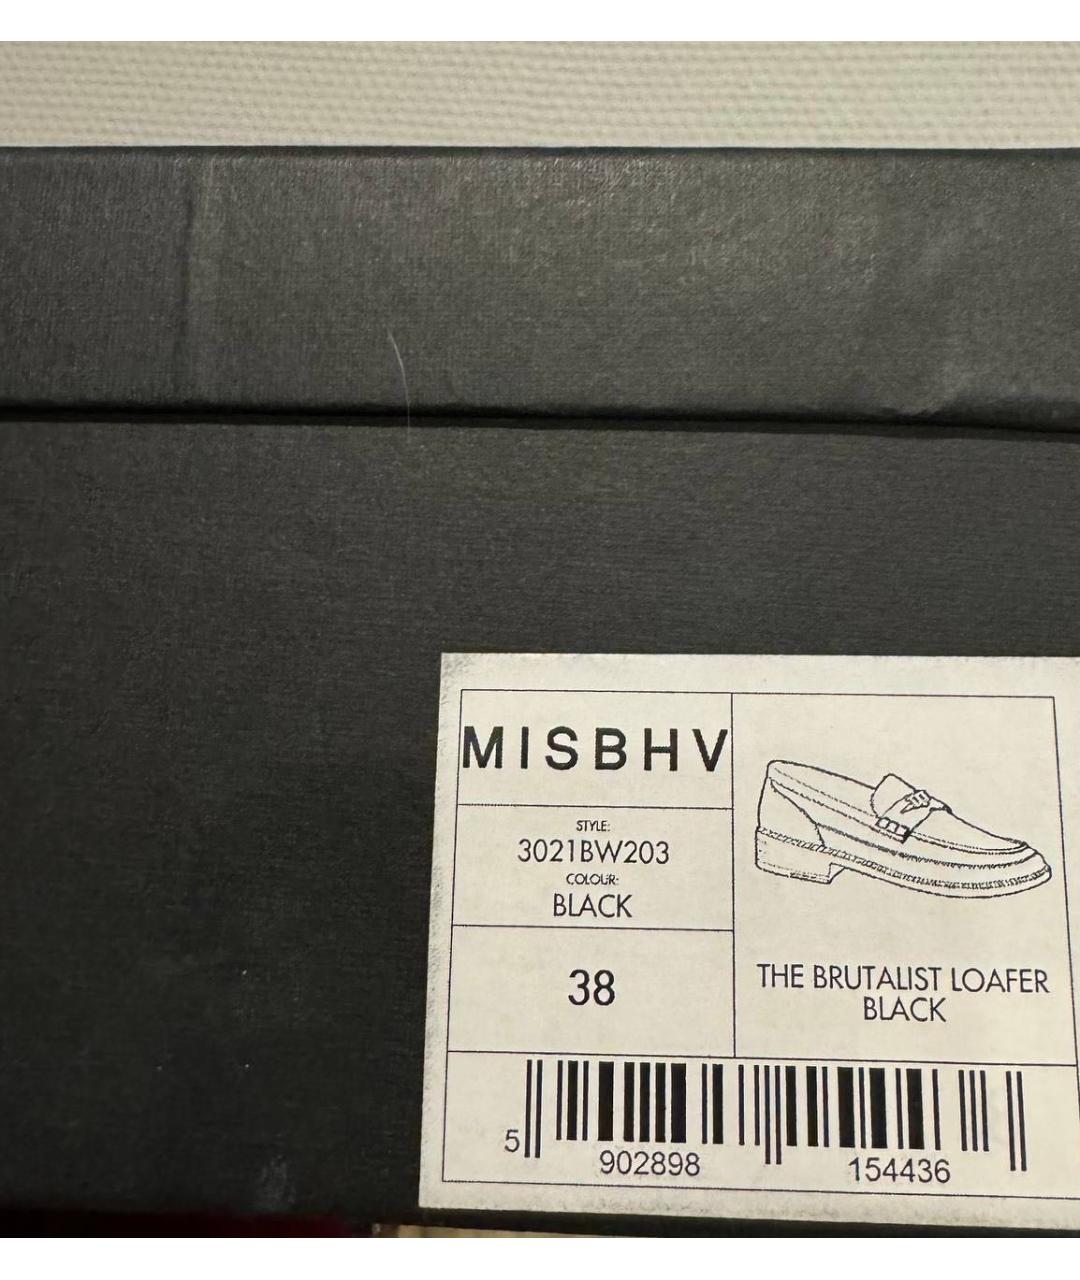 MISBHV
STYLE:
3021BW203
COLOUR:
BLACK
38
THE BRUTALIST LOAFER
BLACK
5 902898 154436